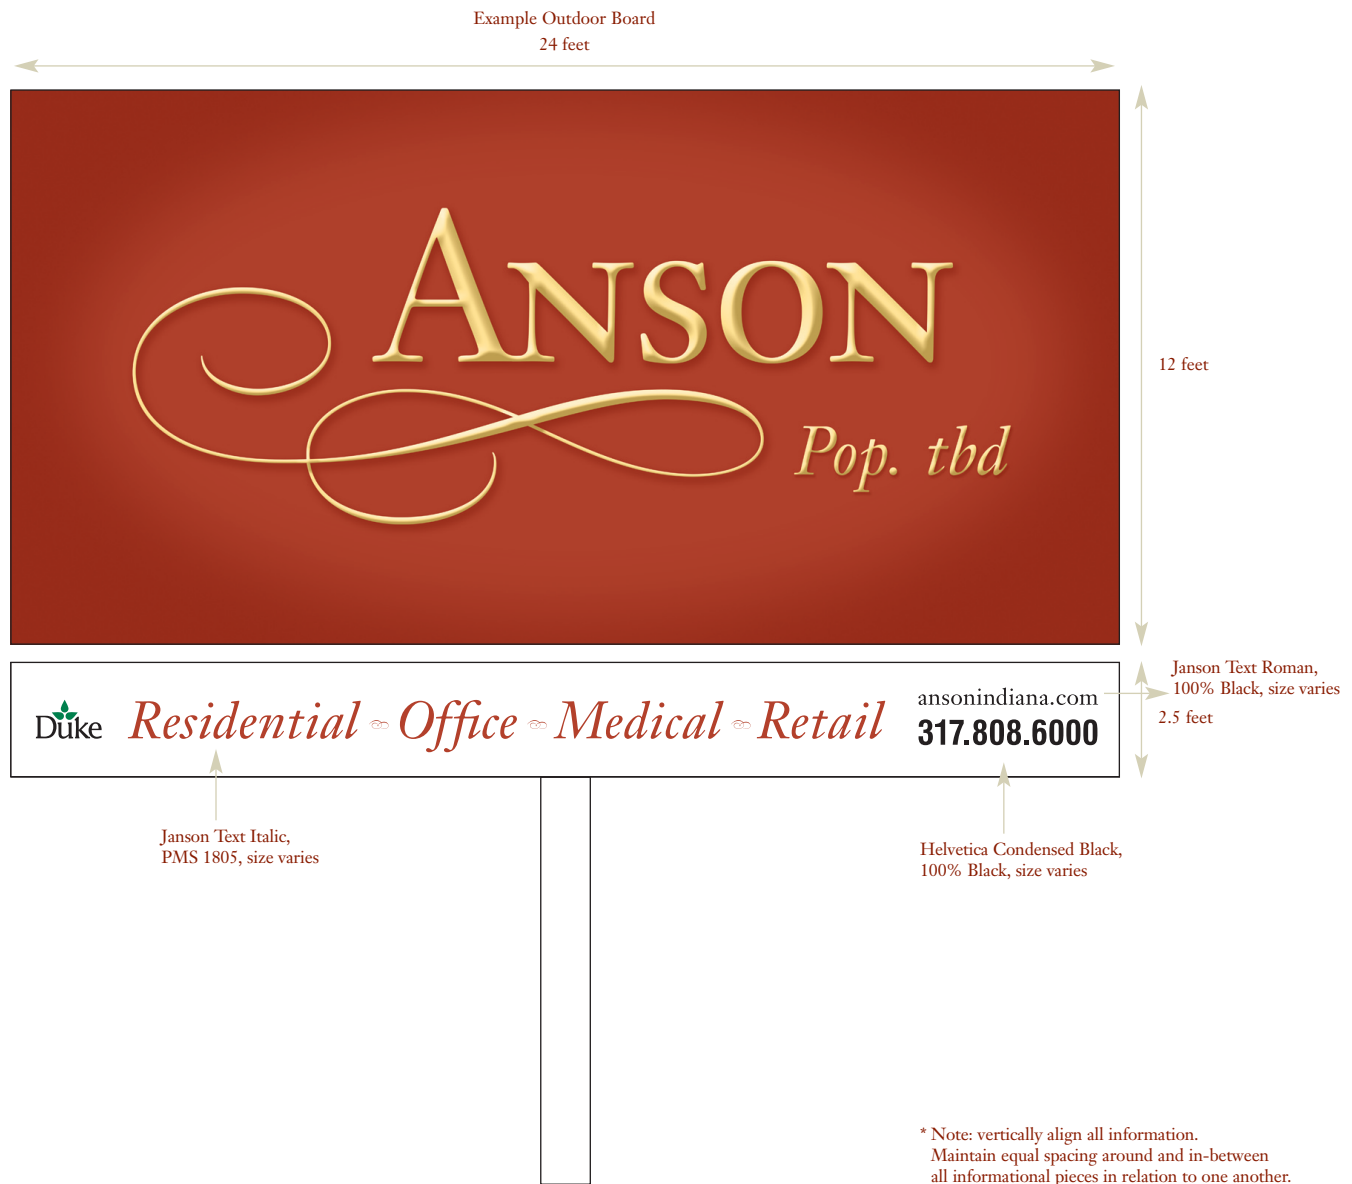 Example Outdoor Board
24 feet
ANSON
Pop. tbd
12 feet
Duke
Residential Office Medical Retail
ansonindiana.com
317.808.6000
Janson Text Roman,
100% Black, size varies
2.5 feet
Janson Text Italic,
PMS 1805, size varies
Helvetica Condensed Black,
100% Black, size varies
* Note: vertically align all information.
Maintain equal spacing around and in-between
all informational pieces in relation to one another.